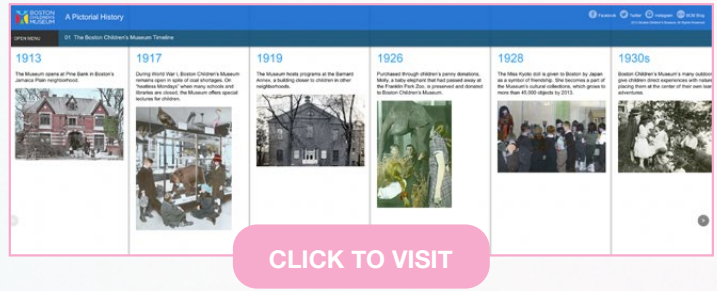 BOSTON
CHILDREN'S
MUSEUM
A Pictorial History
Facebook Twitter Instagram BCM Blog
OPEN MENU
01 The Boston Children's Museum Timeline
1913
The Museum opens at Pine Bank in Boston's
Jamaica Plain neighborhood.
1917
During World War I, Boston Children's Museum
remains open in spite of coal shortages. On
"heatless Mondays" when many schools and
libraries are closed, the Museum offers special
lectures for children.
1919
The Museum hosts programs at the Barnard
Annex, a building closer to children in other
neighborhoods.
1926
Purchased through children's penny donations,
Molly, a baby elephant that had passed away at
the Franklin Park Zoo, is preserved and donated
to Boston Children's Museum.
1928
The Miss Kyoto doll is given to Boston by Japan
as a symbol of friendship. She becomes a part of
the Museum's cultural collections, which grows to
more than 45,000 objects by 2013.
1930s
Boston Children's Museum's many outdoor
give children direct experiences with nature
placing them at the center of their own lear
adventures.
CLICK TO VISIT